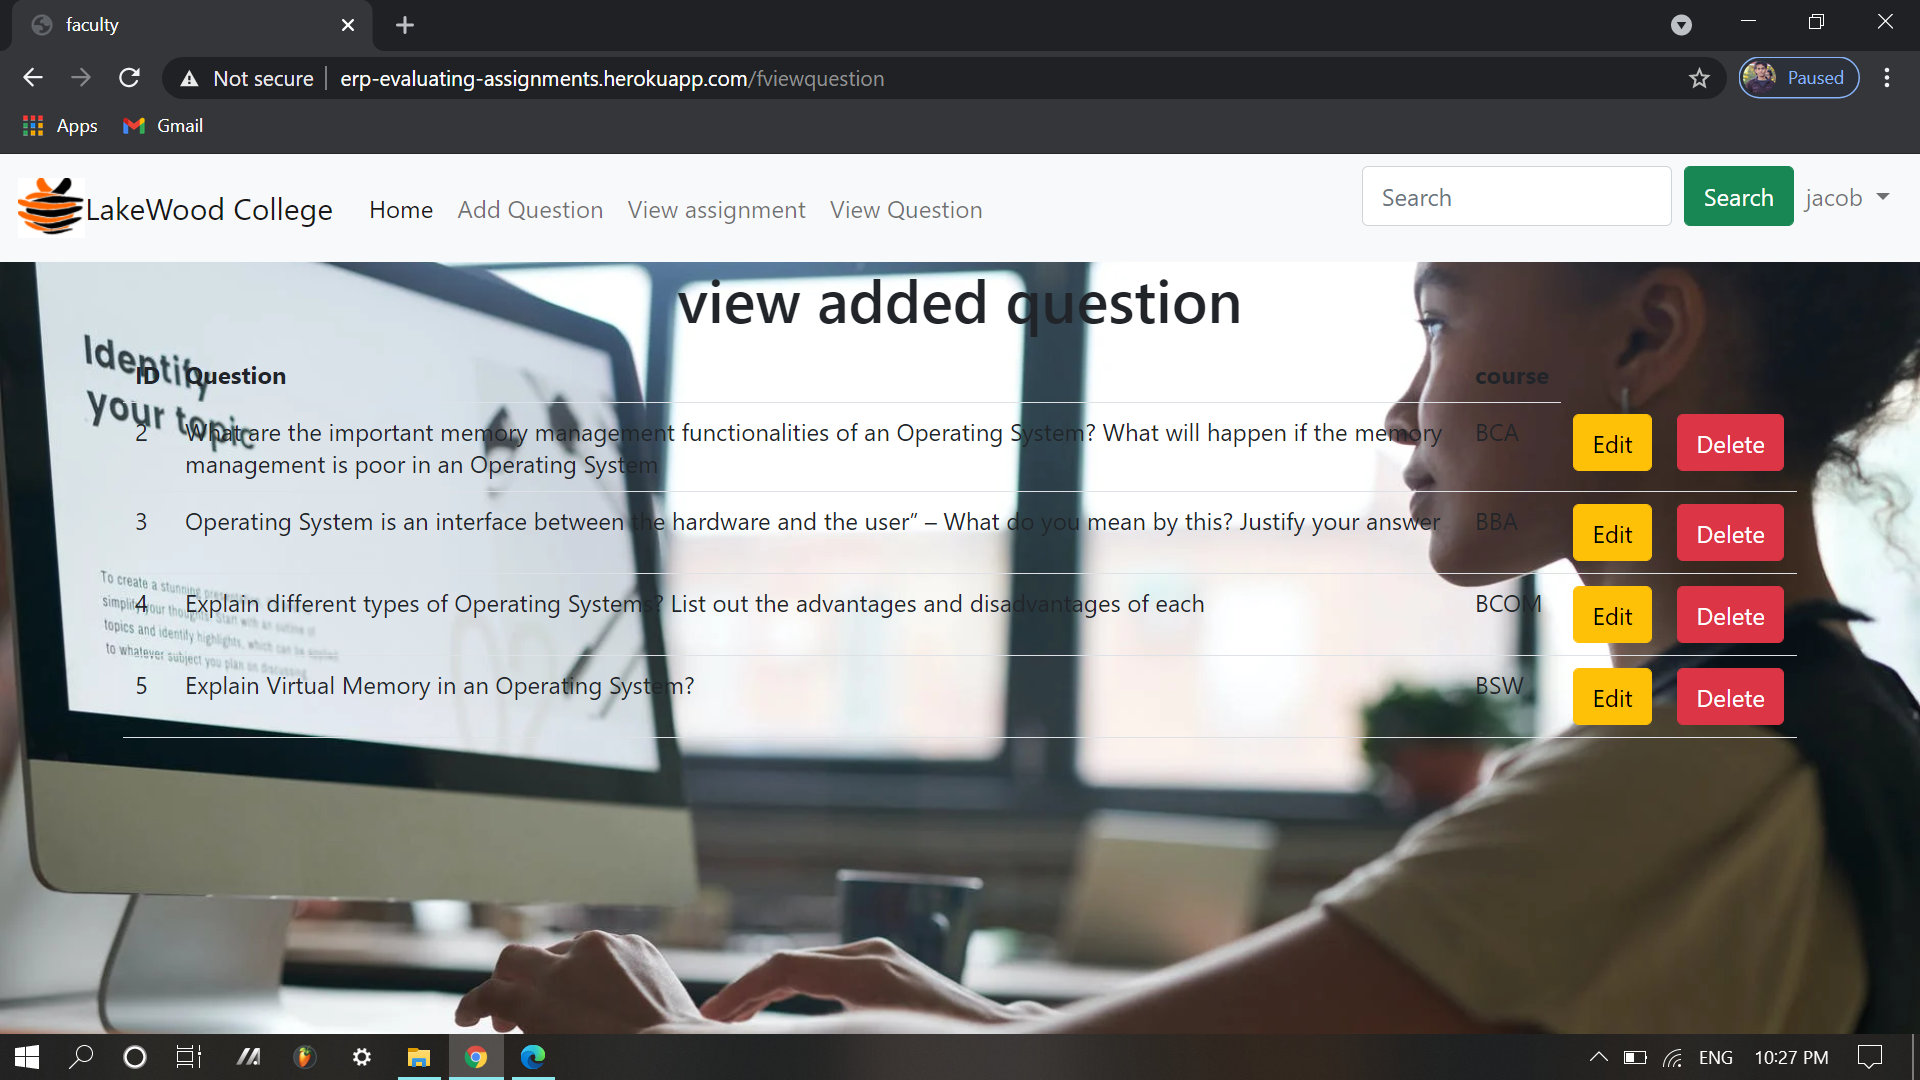 faculty
Not secure erp-evaluating-assignments.herokuapp.com/fviewquestion Paused
Apps Gmail
LakeWood College Home Add Question View assignment View Question Search Search jacob
view added question
Identify
your topic
ID Question course
2 What are the important memory management functionalities of an Operating System? What will happen if the memory BCA Edit Delete
management is poor in an Operating System
3 Operating System is an interface between the hardware and the user” – What do you mean by this? Justify your answer BBA Edit Delete
To create a stunning
4 Explain different types of Operating Systems? List out the advantages and disadvantages of each BCOM Edit Delete
simplify your thoughts. Start with an outline of
topics and identify highlights, which can be applied
to whatever subject you plan on discussing
5 Explain Virtual Memory in an Operating System? BSW Edit Delete
ENG 10:27 PM